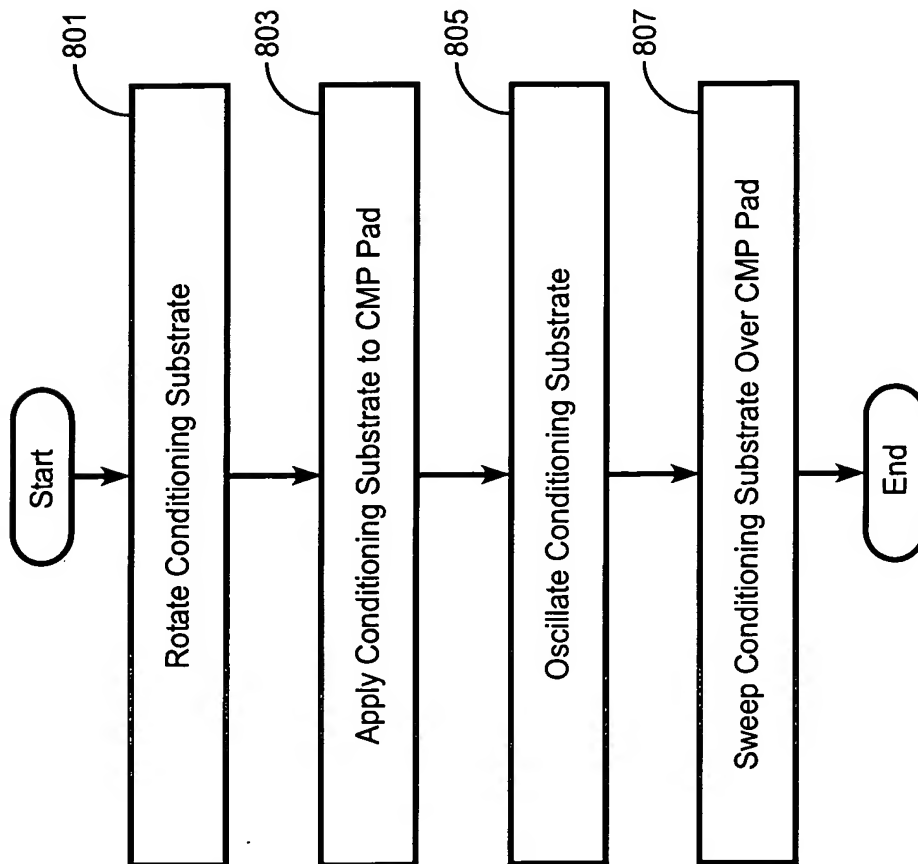 Start
801
Rotate Conditioning Substrate
803
Apply Conditioning Substrate to CMP Pad
805
Oscillate Conditioning Substrate
807
Sweep Conditioning Substrate Over CMP Pad
End